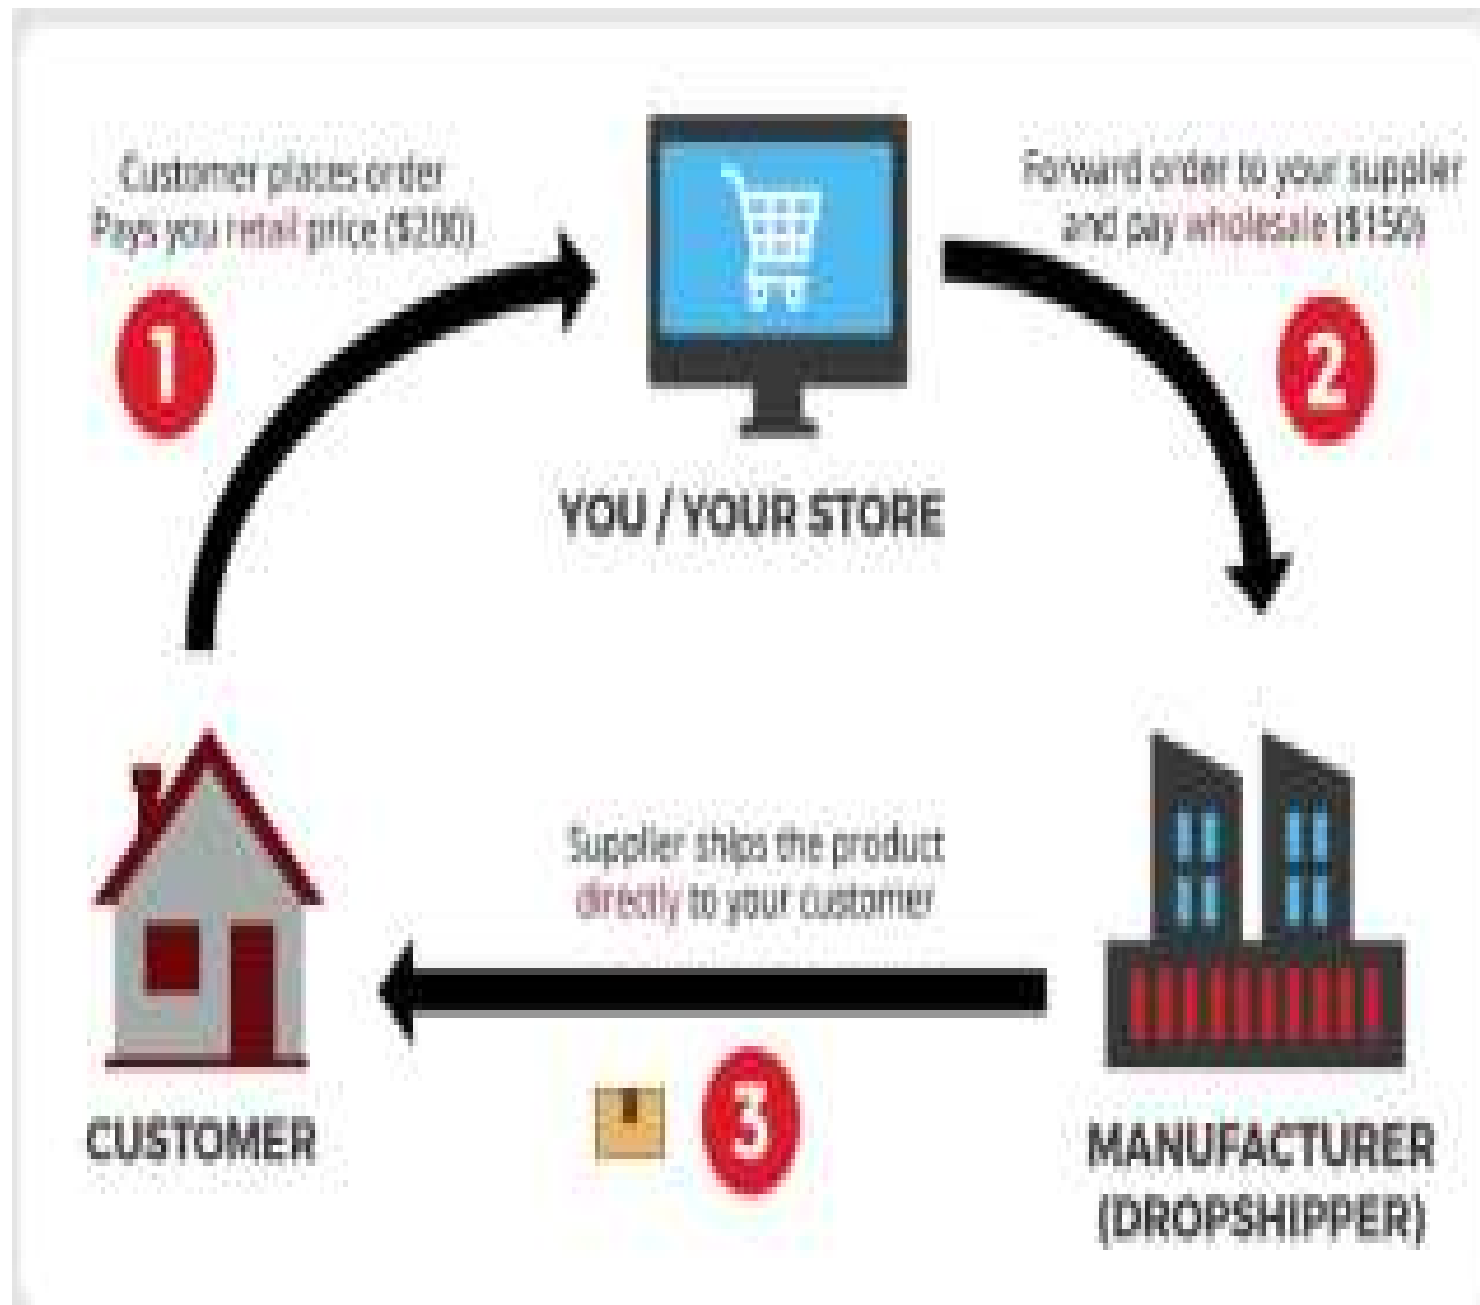 Customer places order
Pays you retail price ($200)
1
YOU / YOUR STORE
Forward order to your supplier
and pay wholesale ($150)
2
Supplier ships the product
directly to your customer
3
CUSTOMER
MANUFACTURER
(DROPSHIPPER)